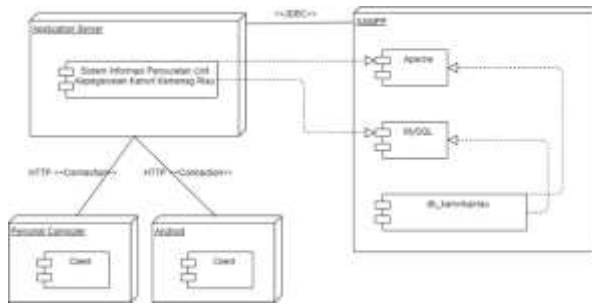 <<JDBC>>
Application Server
XAMPP
Sistem Informasi Persuratan Unit
Kepegawaian Kanwil Kemenag Riau
Apache
MySQL
HTTP <<Connection>>
HTTP <<Connection>>
Personal Computer
Android
Client
Client